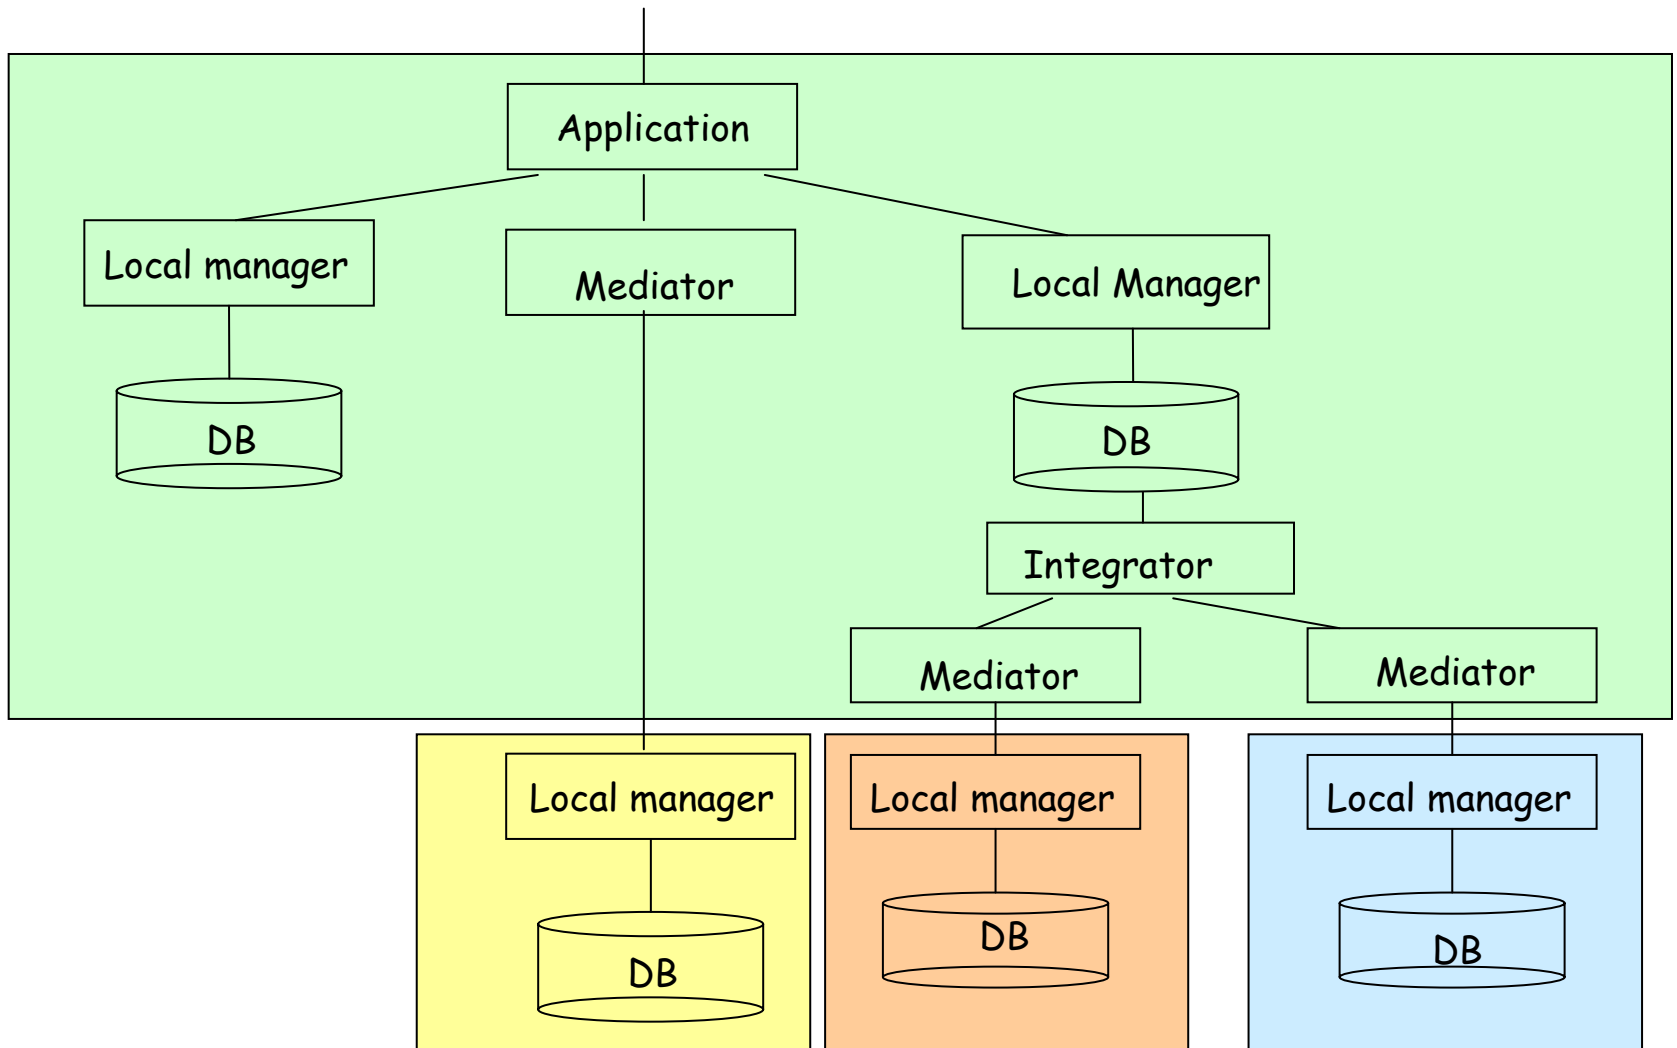 Application
Local manager
Mediator
Local Manager
DB
DB
Integrator
Mediator
Mediator
Local manager
Local manager
Local manager
DB
DB
DB